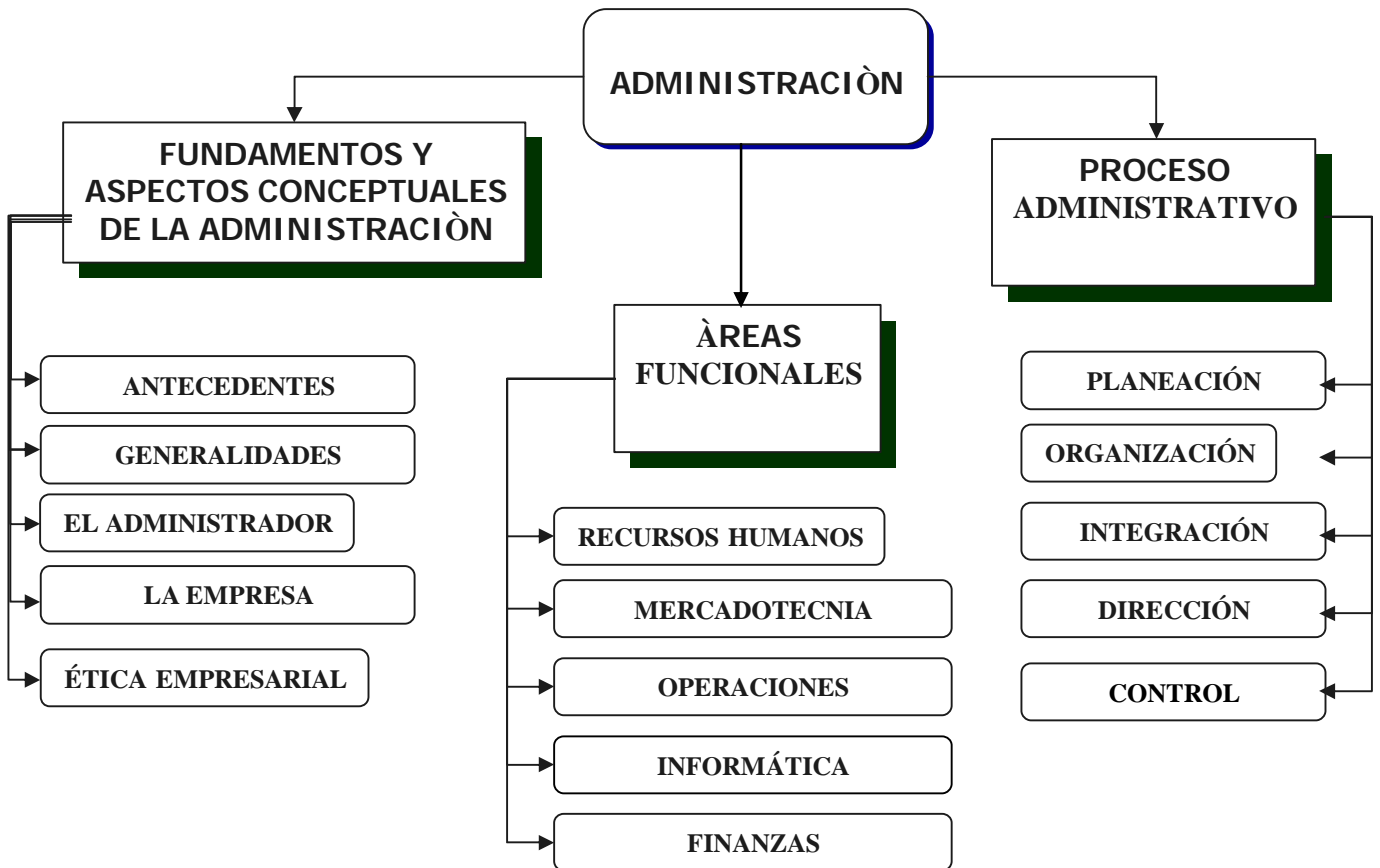 ADMINISTRACIÒN
FUNDAMENTOS Y
ASPECTOS CONCEPTUALES
DE LA ADMINISTRACIÒN
ANTECEDENTES
GENERALIDADES
EL ADMINISTRADOR
LA EMPRESA
ÉTICA EMPRESARIAL
ÀREAS
FUNCIONALES
RECURSOS HUMANOS
MERCADOTECNIA
OPERACIONES
INFORMÁTICA
FINANZAS
PROCESO
ADMINISTRATIVO
PLANEACIÓN
ORGANIZACIÓN
INTEGRACIÓN
DIRECCIÓN
CONTROL